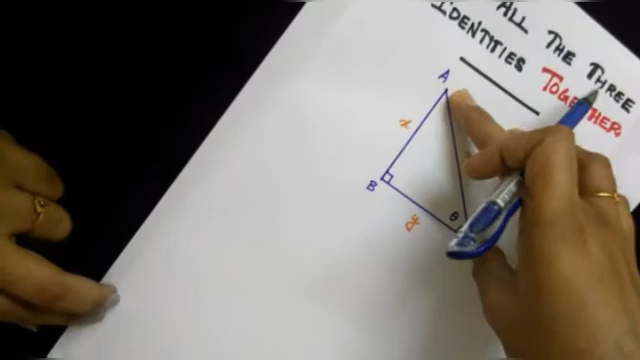 ALL THE THREE
IDENTITIES TOGETHER
A
x
B
y
θ